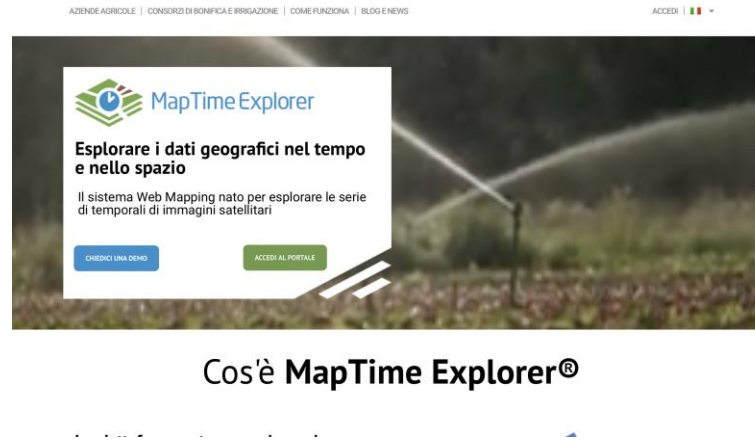 AZIENDE AGRICOLE | CONSORZI DI BONIFICA E IRRIGAZIONE | COME FUNZIONA | BLOG E NEWS
ACCEDI |
MapTime Explorer
Esplorare i dati geografici nel tempo
e nello spazio
Il sistema Web Mapping nato per esplorare le serie
di temporali di immagini satellitari
CHIEDICI UNA DEMO
ACCEDI AL PORTALE
Cos'è MapTime Explorer®